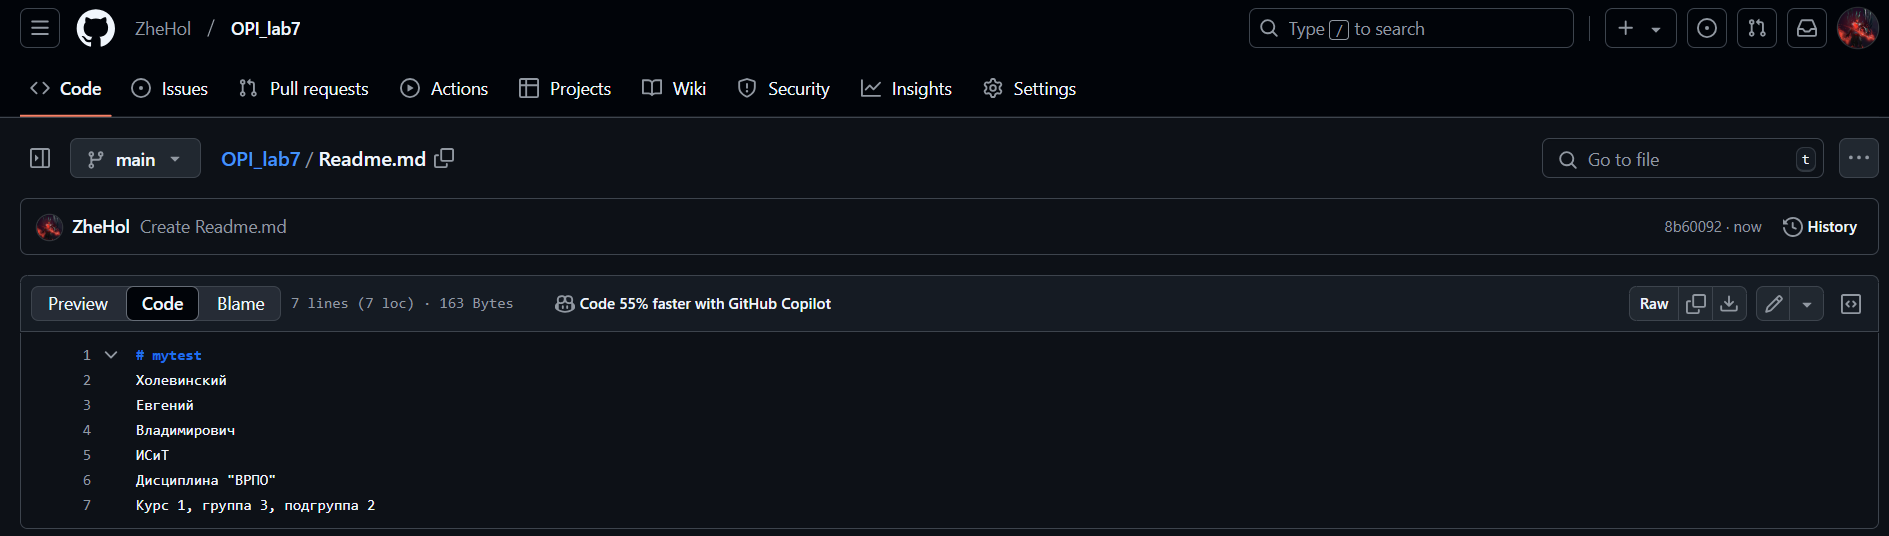 ZheHol / OPI_lab7
Type / to search
Code Issues Pull requests Actions Projects Wiki Security Insights Settings
main OPI_lab7 / Readme.md
Go to file t
ZheHol Create Readme.md
8b60092 · now History
Preview Code Blame 7 lines (7 loc) · 163 Bytes Code 55% faster with GitHub Copilot
Raw
1 # mytest
2 Холевинский
3 Евгений
4 Владимирович
5 ИСиТ
6 Дисциплина "ВРПО"
7 Курс 1, группа 3, подгруппа 2